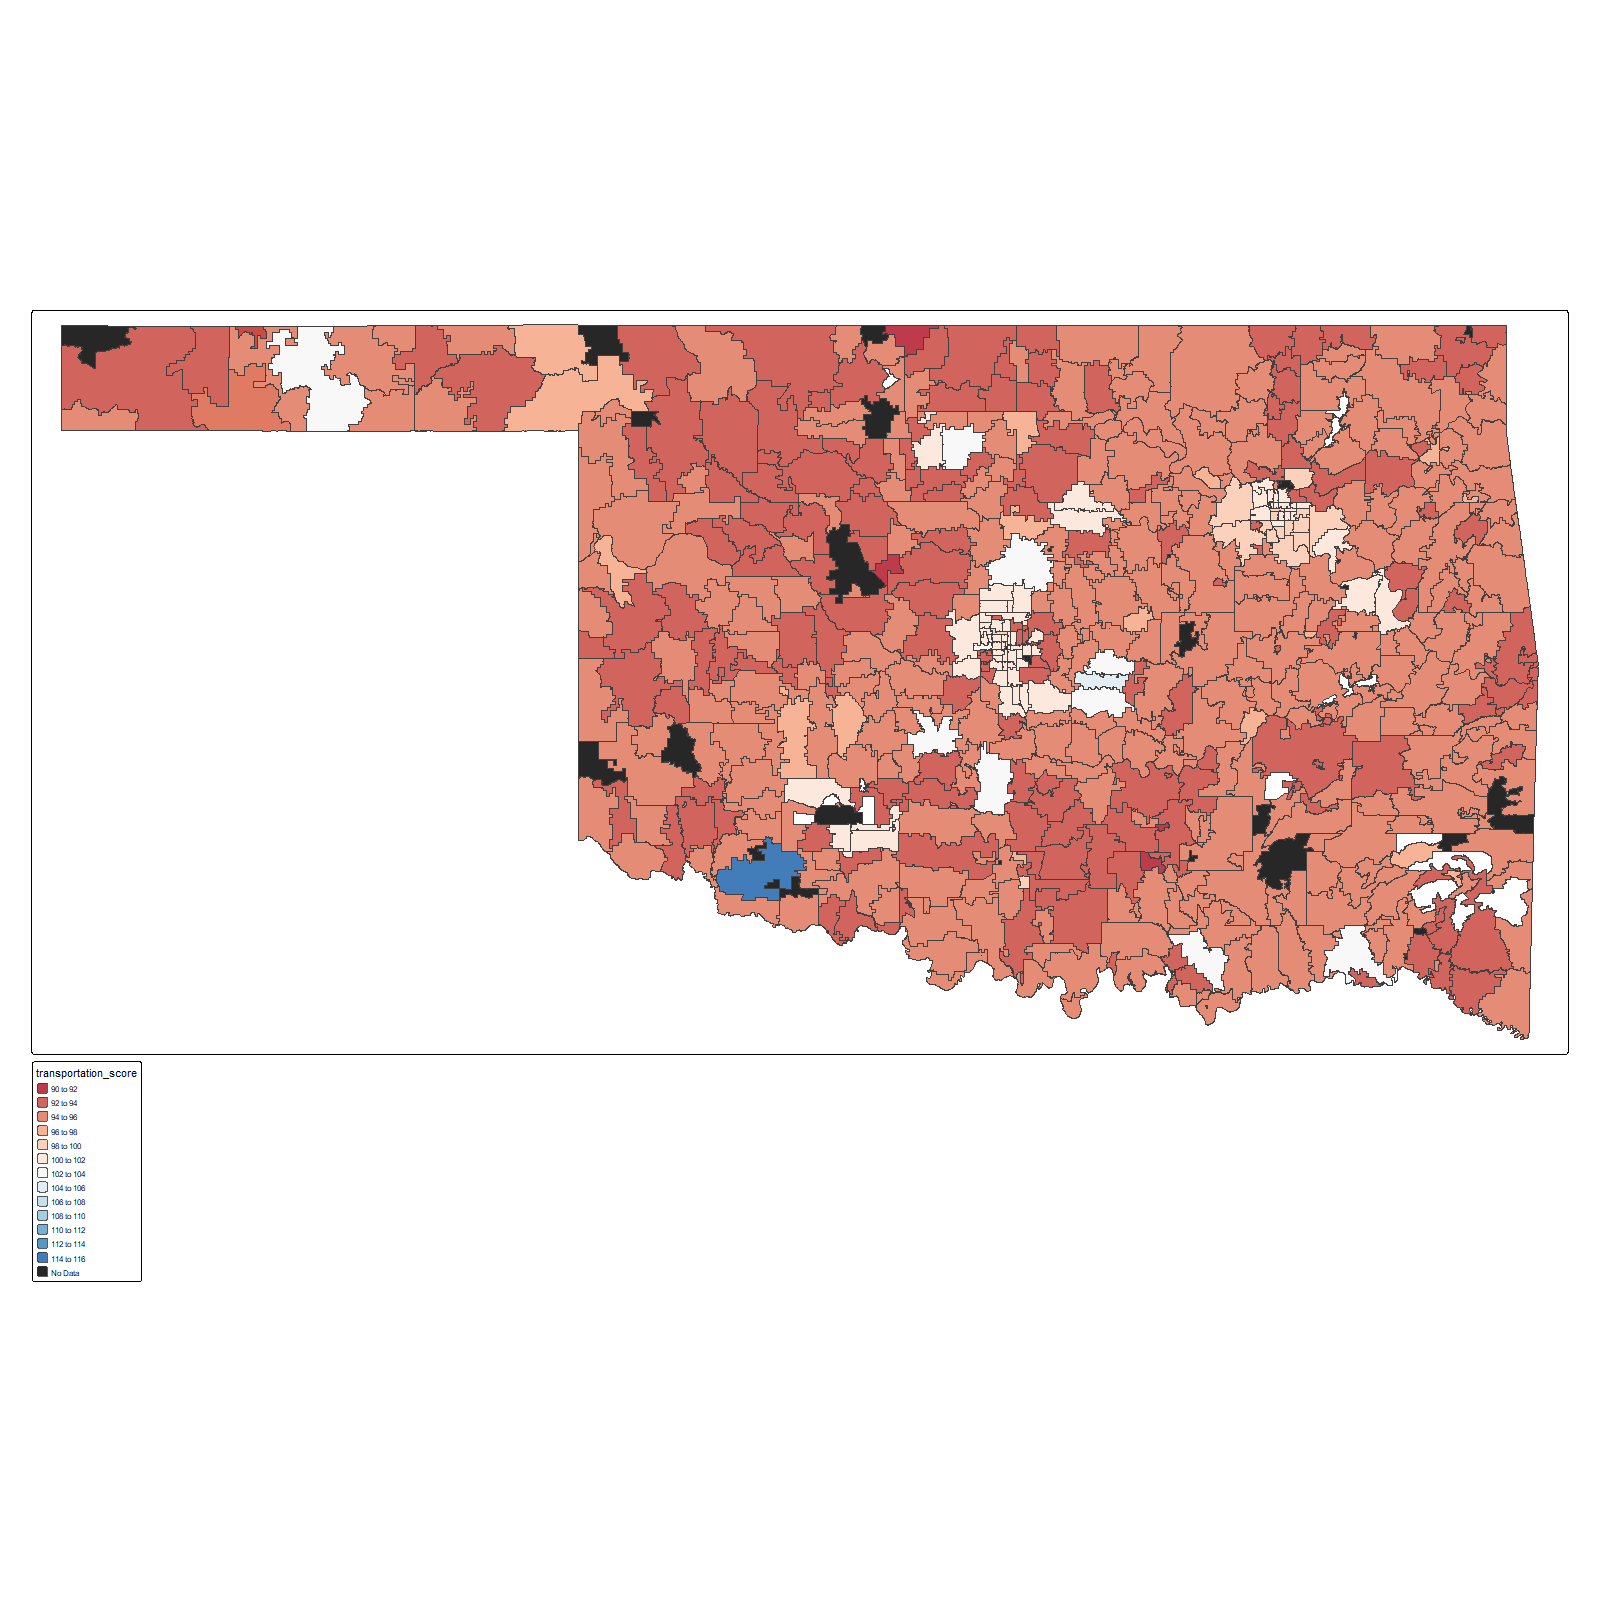 transportation_score
90 to 92
92 to 94
94 to 96
96 to 98
98 to 100
100 to 102
102 to 104
104 to 106
106 to 108
108 to 110
110 to 112
112 to 114
114 to 116
No Data